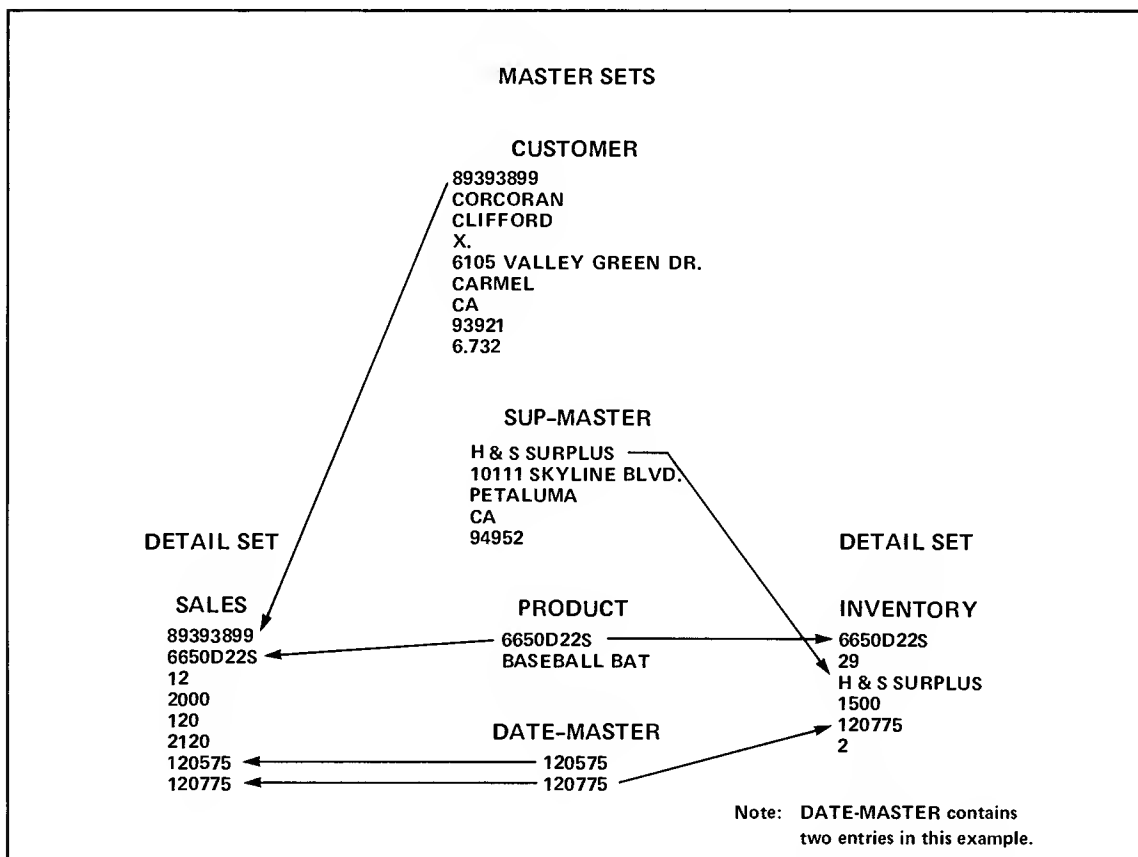 MASTER SETS
CUSTOMER
89393899
CORCORAN
CLIFFORD
X.
6105 VALLEY GREEN DR.
CARMEL
CA
93921
6.732
SUP-MASTER
H & S SURPLUS
10111 SKYLINE BLVD.
PETALUMA
CA
94952
DETAIL SET
SALES
89393899
6650D22S
12
2000
120
2120
120575
120775
PRODUCT
6650D22S
BASEBALL BAT
DATE-MASTER
120575
120775
DETAIL SET
INVENTORY
6650D22S
29
H & S SURPLUS
1500
120775
2
Note: DATE-MASTER contains
two entries in this example.